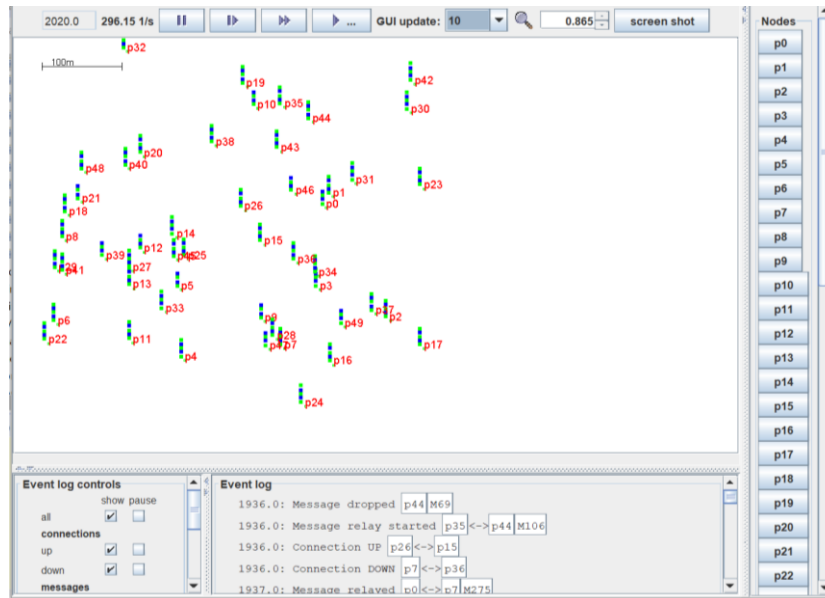 2020.0 296.15 1/s ... GUI update: 10 0.865 screen shot
100m
p32
p19
p42
p10
p35
p30
p44
p38
p43
p20
p40
p48
p31
p23
p46
p1
p21
p0
p18
p26
p14
p8
p15
p12
p39
p25
p36
p27
p41
p34
p13
p5
p3
p33
p6
p9
p49
p2
p22
p11
p28
p17
p7
p4
p16
p24
Nodes
p0
p1
p2
p3
p4
p5
p6
p7
p8
p9
p10
p11
p12
p13
p14
p15
p16
p17
p18
p19
p20
p21
p22
Event log controls
show pause
all
connections
up
down
messages
Event log
1936.0: Message dropped p44 M69
1936.0: Message relay started p35 <-> p44 M106
1936.0: Connection UP p26 <-> p15
1936.0: Connection DOWN p7 <-> p36
1937.0: Message relayed p0 <-> p7 M275